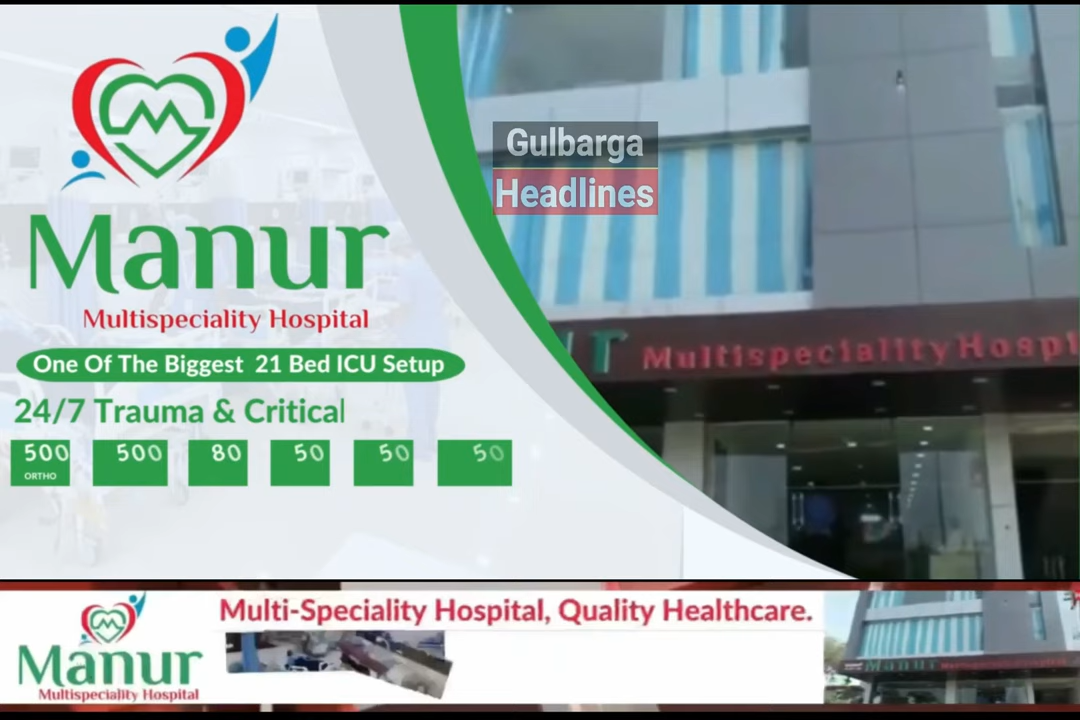 Manur
Multispeciality Hospital
One Of The Biggest 21 Bed ICU Setup
24/7 Trauma & Critical
500 500 80 50 50 50
ORTHO
Gulbarga
Headlines
Multispeciality Hospi
Manur
Multispeciality Hospital
Multi-Speciality Hospital, Quality Healthcare.
Manur